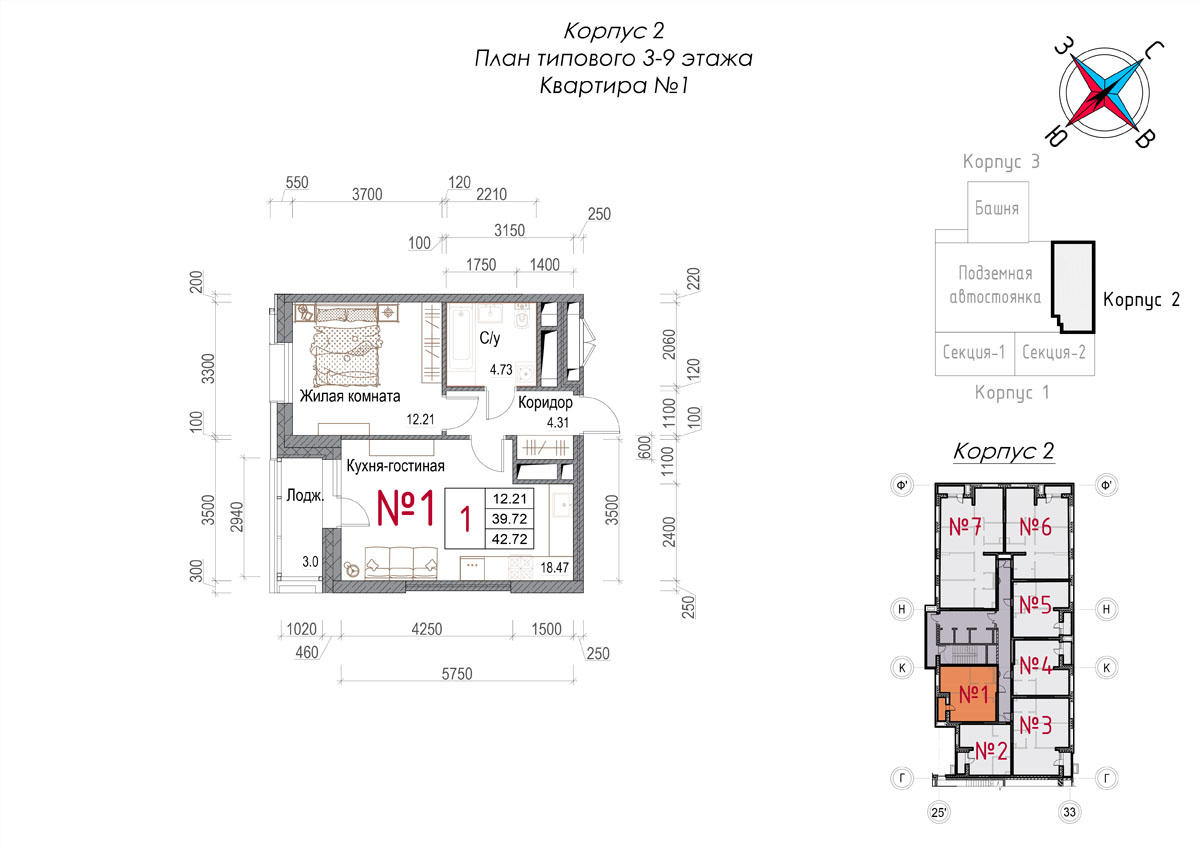 Корпус 2
План типового 3-9 этажа
Квартира №1
З
С
Ю
В
Корпус 3
Башня
Подземная
автостоянка
Корпус 2
Секция-1
Секция-2
Корпус 1
550
3700
120
2210
250
100
3150
1750
1400
200
3300
100
3500
2940
300
220
2060
120
1100
100
600
1100
3500
2400
250
С/у
4.73
Жилая комната
12.21
Коридор
4.31
Кухня-гостиная
Лодж.
3.0
№1
1
12.21
39.72
42.72
18.47
1020
4250
1500
460
250
5750
Корпус 2
Ф'
Ф'
№7
№6
№5
Н
Н
№4
К
К
№1
№3
№2
Г
Г
25'
33